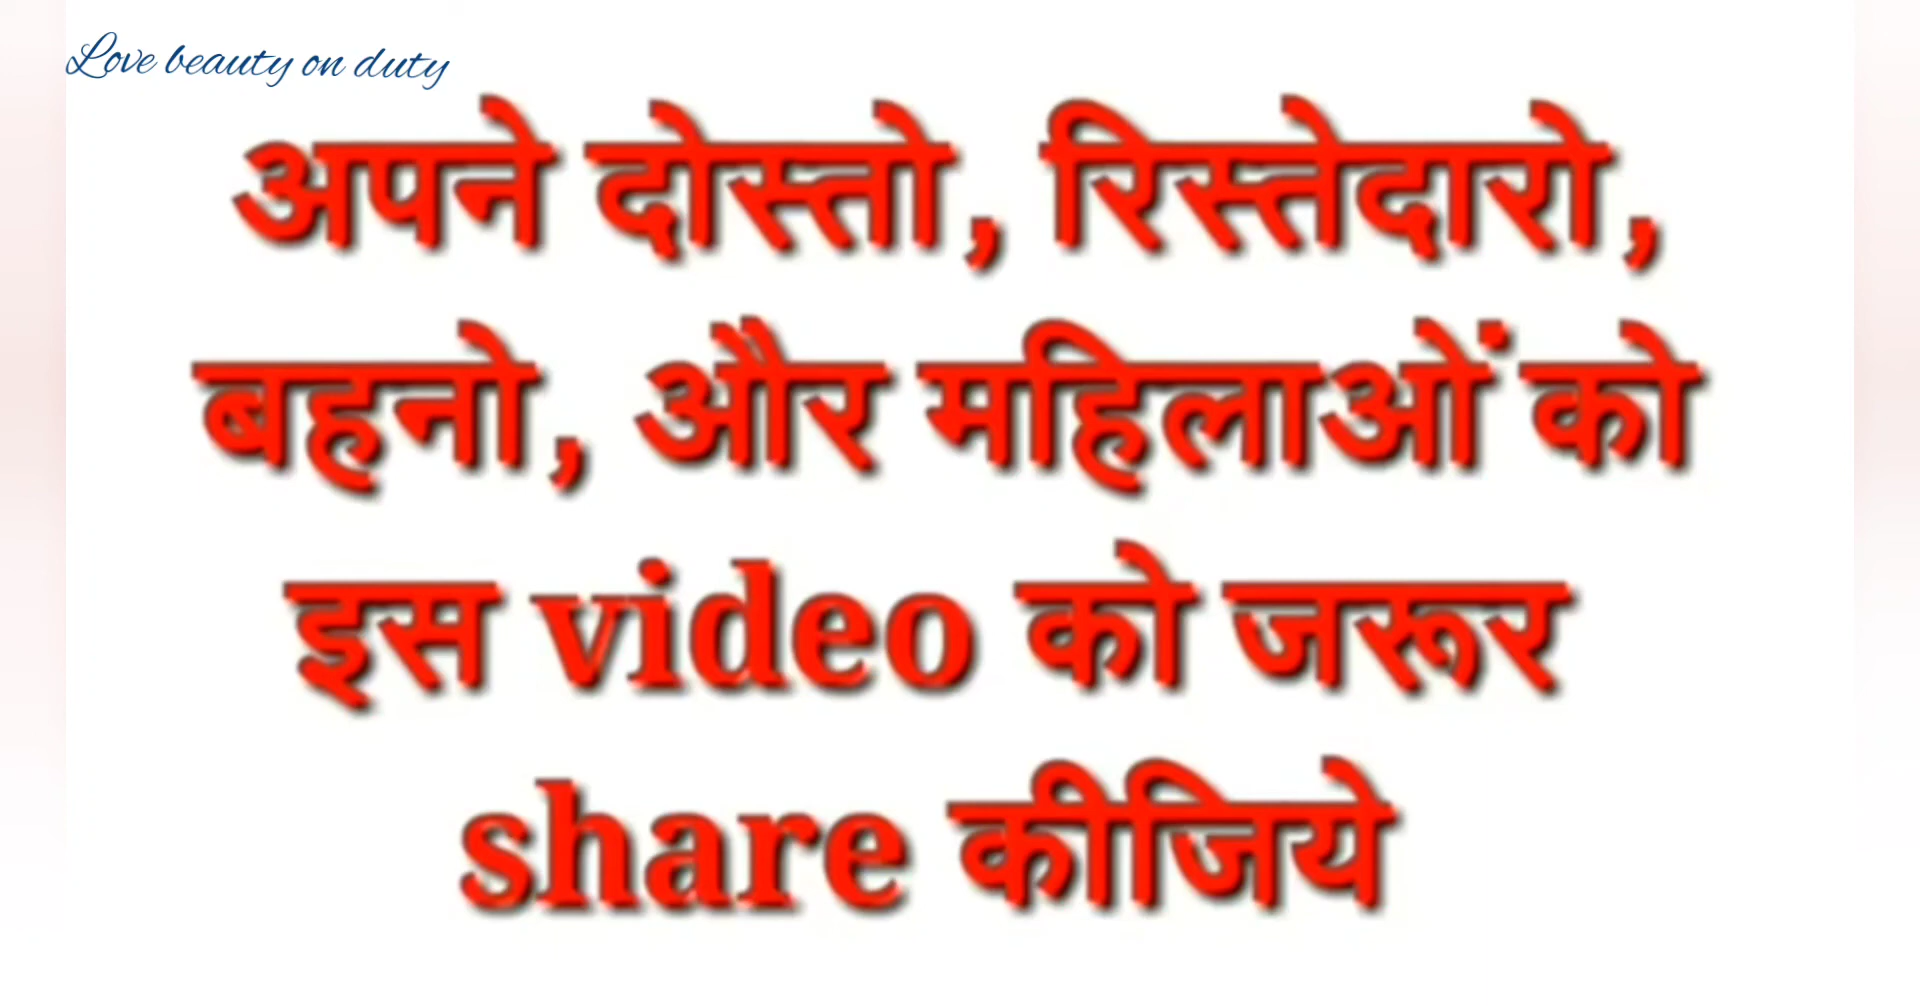 Love beauty on duty
अपने दोस्तो, रिस्तेदारो,
बहनो, और महिलाओं को
इस video को जरूर
share कीजिये